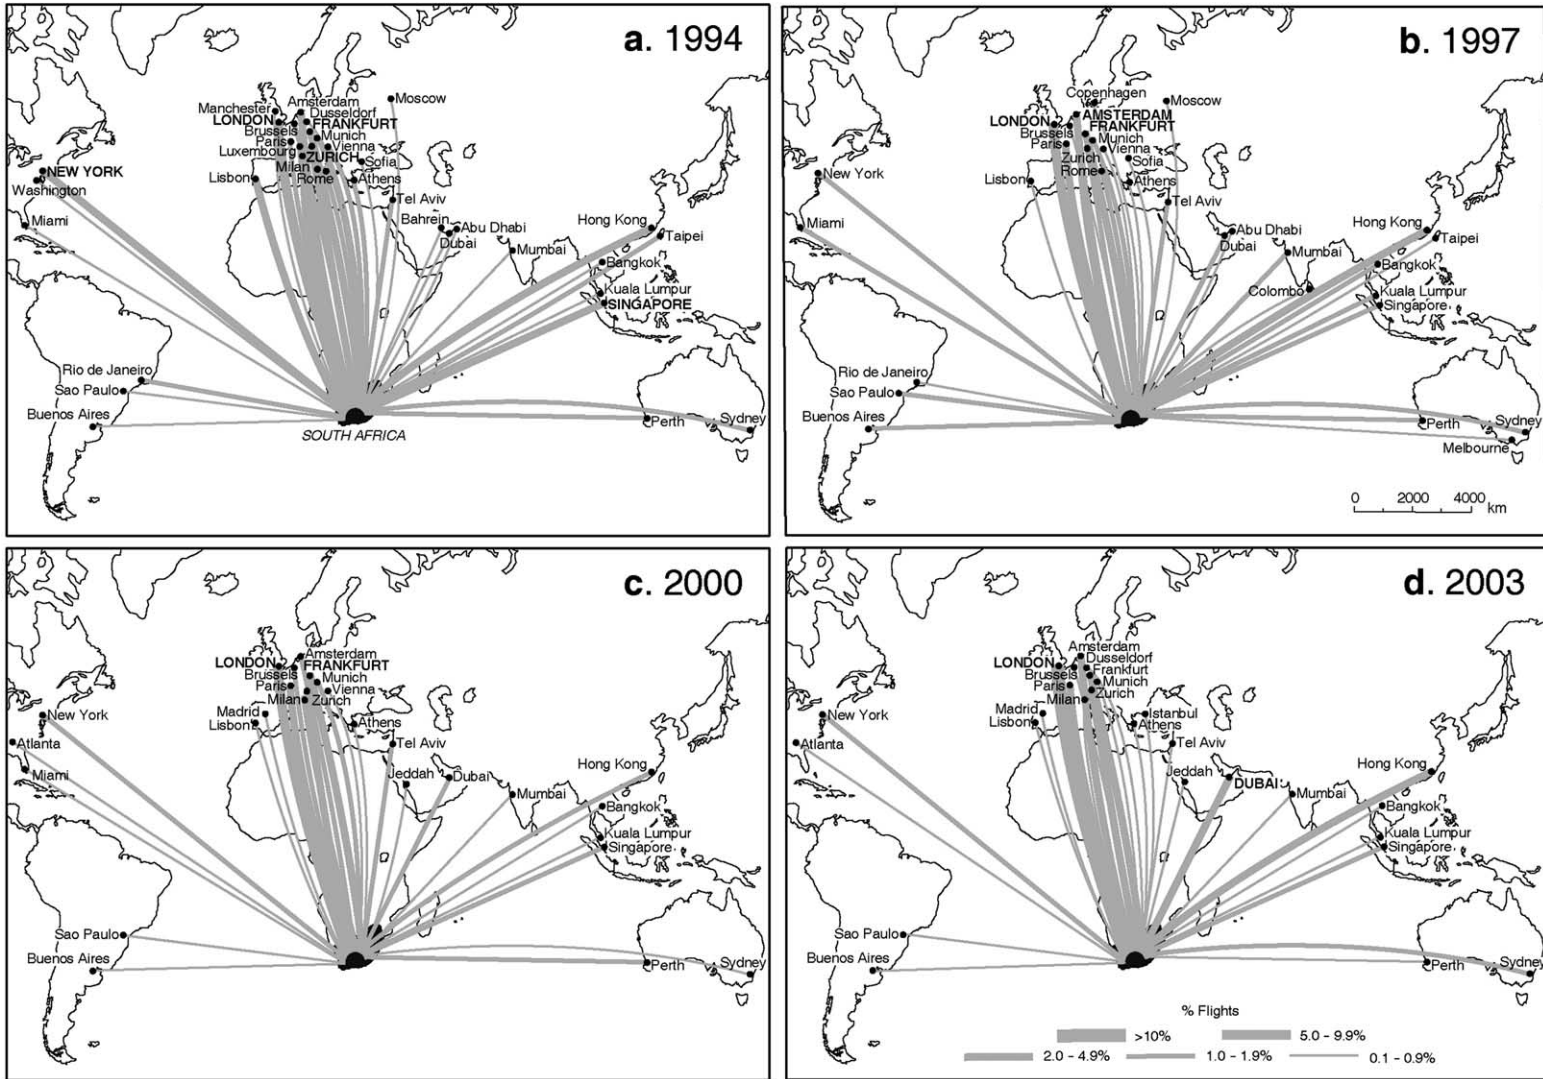 a. 1994
Moscow
Manchester
Amsterdam
Dusseldorf
LONDON
FRANKFURT
Brussels
Munich
Paris
Vienna
Luxembourg
ZURICH
Sofia
Milan
Rome
Athens
Lisbon
NEW YORK
Washington
Miami
Tel Aviv
Bahrein
Abu Dhabi
Dubai
Mumbai
Hong Kong
Taipei
Bangkok
Kuala Lumpur
SINGAPORE
Rio de Janeiro
Sao Paulo
Buenos Aires
SOUTH AFRICA
Perth
Sydney
b. 1997
Copenhagen
Moscow
LONDON
AMSTERDAM
FRANKFURT
Brussels
Munich
Paris
Vienna
Zurich
Sofia
Rome
Athens
Lisbon
New York
Miami
Tel Aviv
Abu Dhabi
Dubai
Mumbai
Colombo
Hong Kong
Taipei
Bangkok
Kuala Lumpur
Singapore
Rio de Janeiro
Sao Paulo
Buenos Aires
Perth
Sydney
Melbourne
0 2000 4000 km
c. 2000
Amsterdam
LONDON
FRANKFURT
Brussels
Munich
Paris
Vienna
Milan
Zurich
Madrid
Lisbon
Athens
New York
Atlanta
Miami
Tel Aviv
Jeddah
Dubai
Mumbai
Hong Kong
Bangkok
Kuala Lumpur
Singapore
Sao Paulo
Buenos Aires
Perth
Sydney
d. 2003
Amsterdam
Dusseldorf
LONDON
Frankfurt
Brussels
Munich
Paris
Zurich
Milan
Madrid
Lisbon
Istanbul
Athens
New York
Atlanta
Tel Aviv
Jeddah
DUBAI
Mumbai
Hong Kong
Bangkok
Kuala Lumpur
Singapore
Sao Paulo
Buenos Aires
Perth
Sydney
% Flights
>10% 5.0 - 9.9%
2.0 - 4.9% 1.0 - 1.9% 0.1 - 0.9%